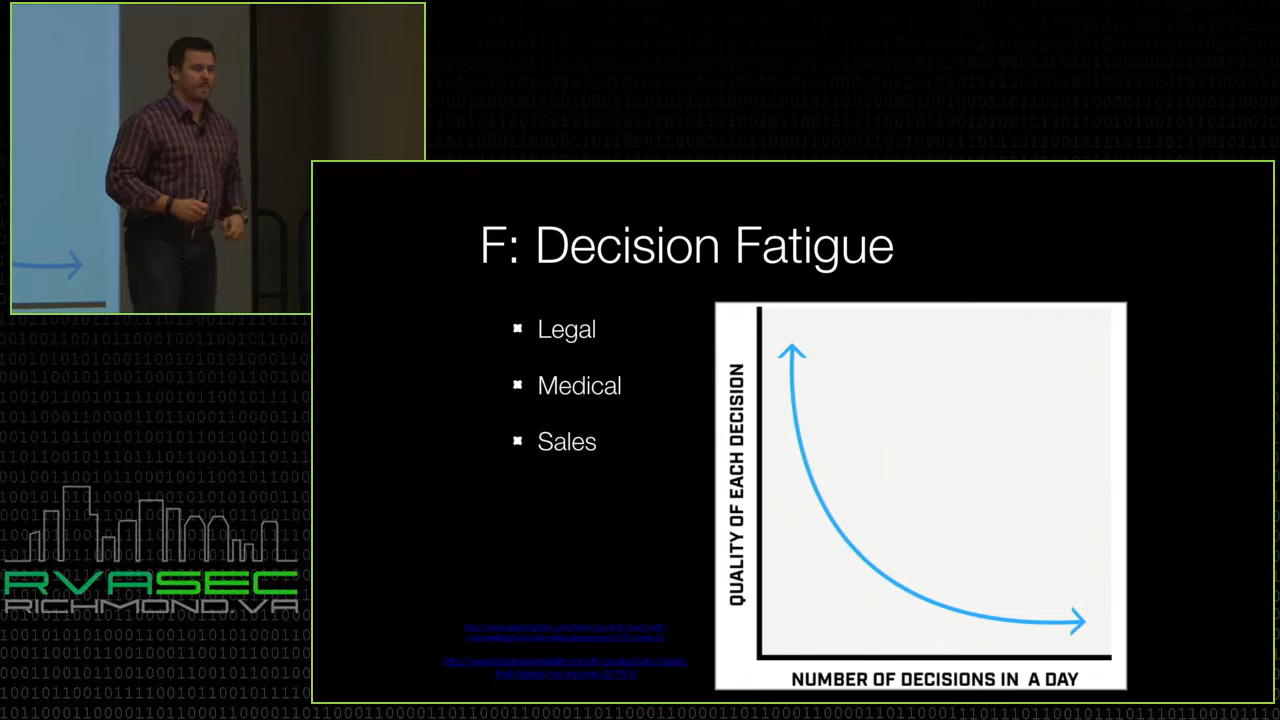 F: Decision Fatigue
Legal
Medical
Sales
QUALITY OF EACH DECISION
NUMBER OF DECISIONS IN A DAY
RVASEC
RICHMOND, VA